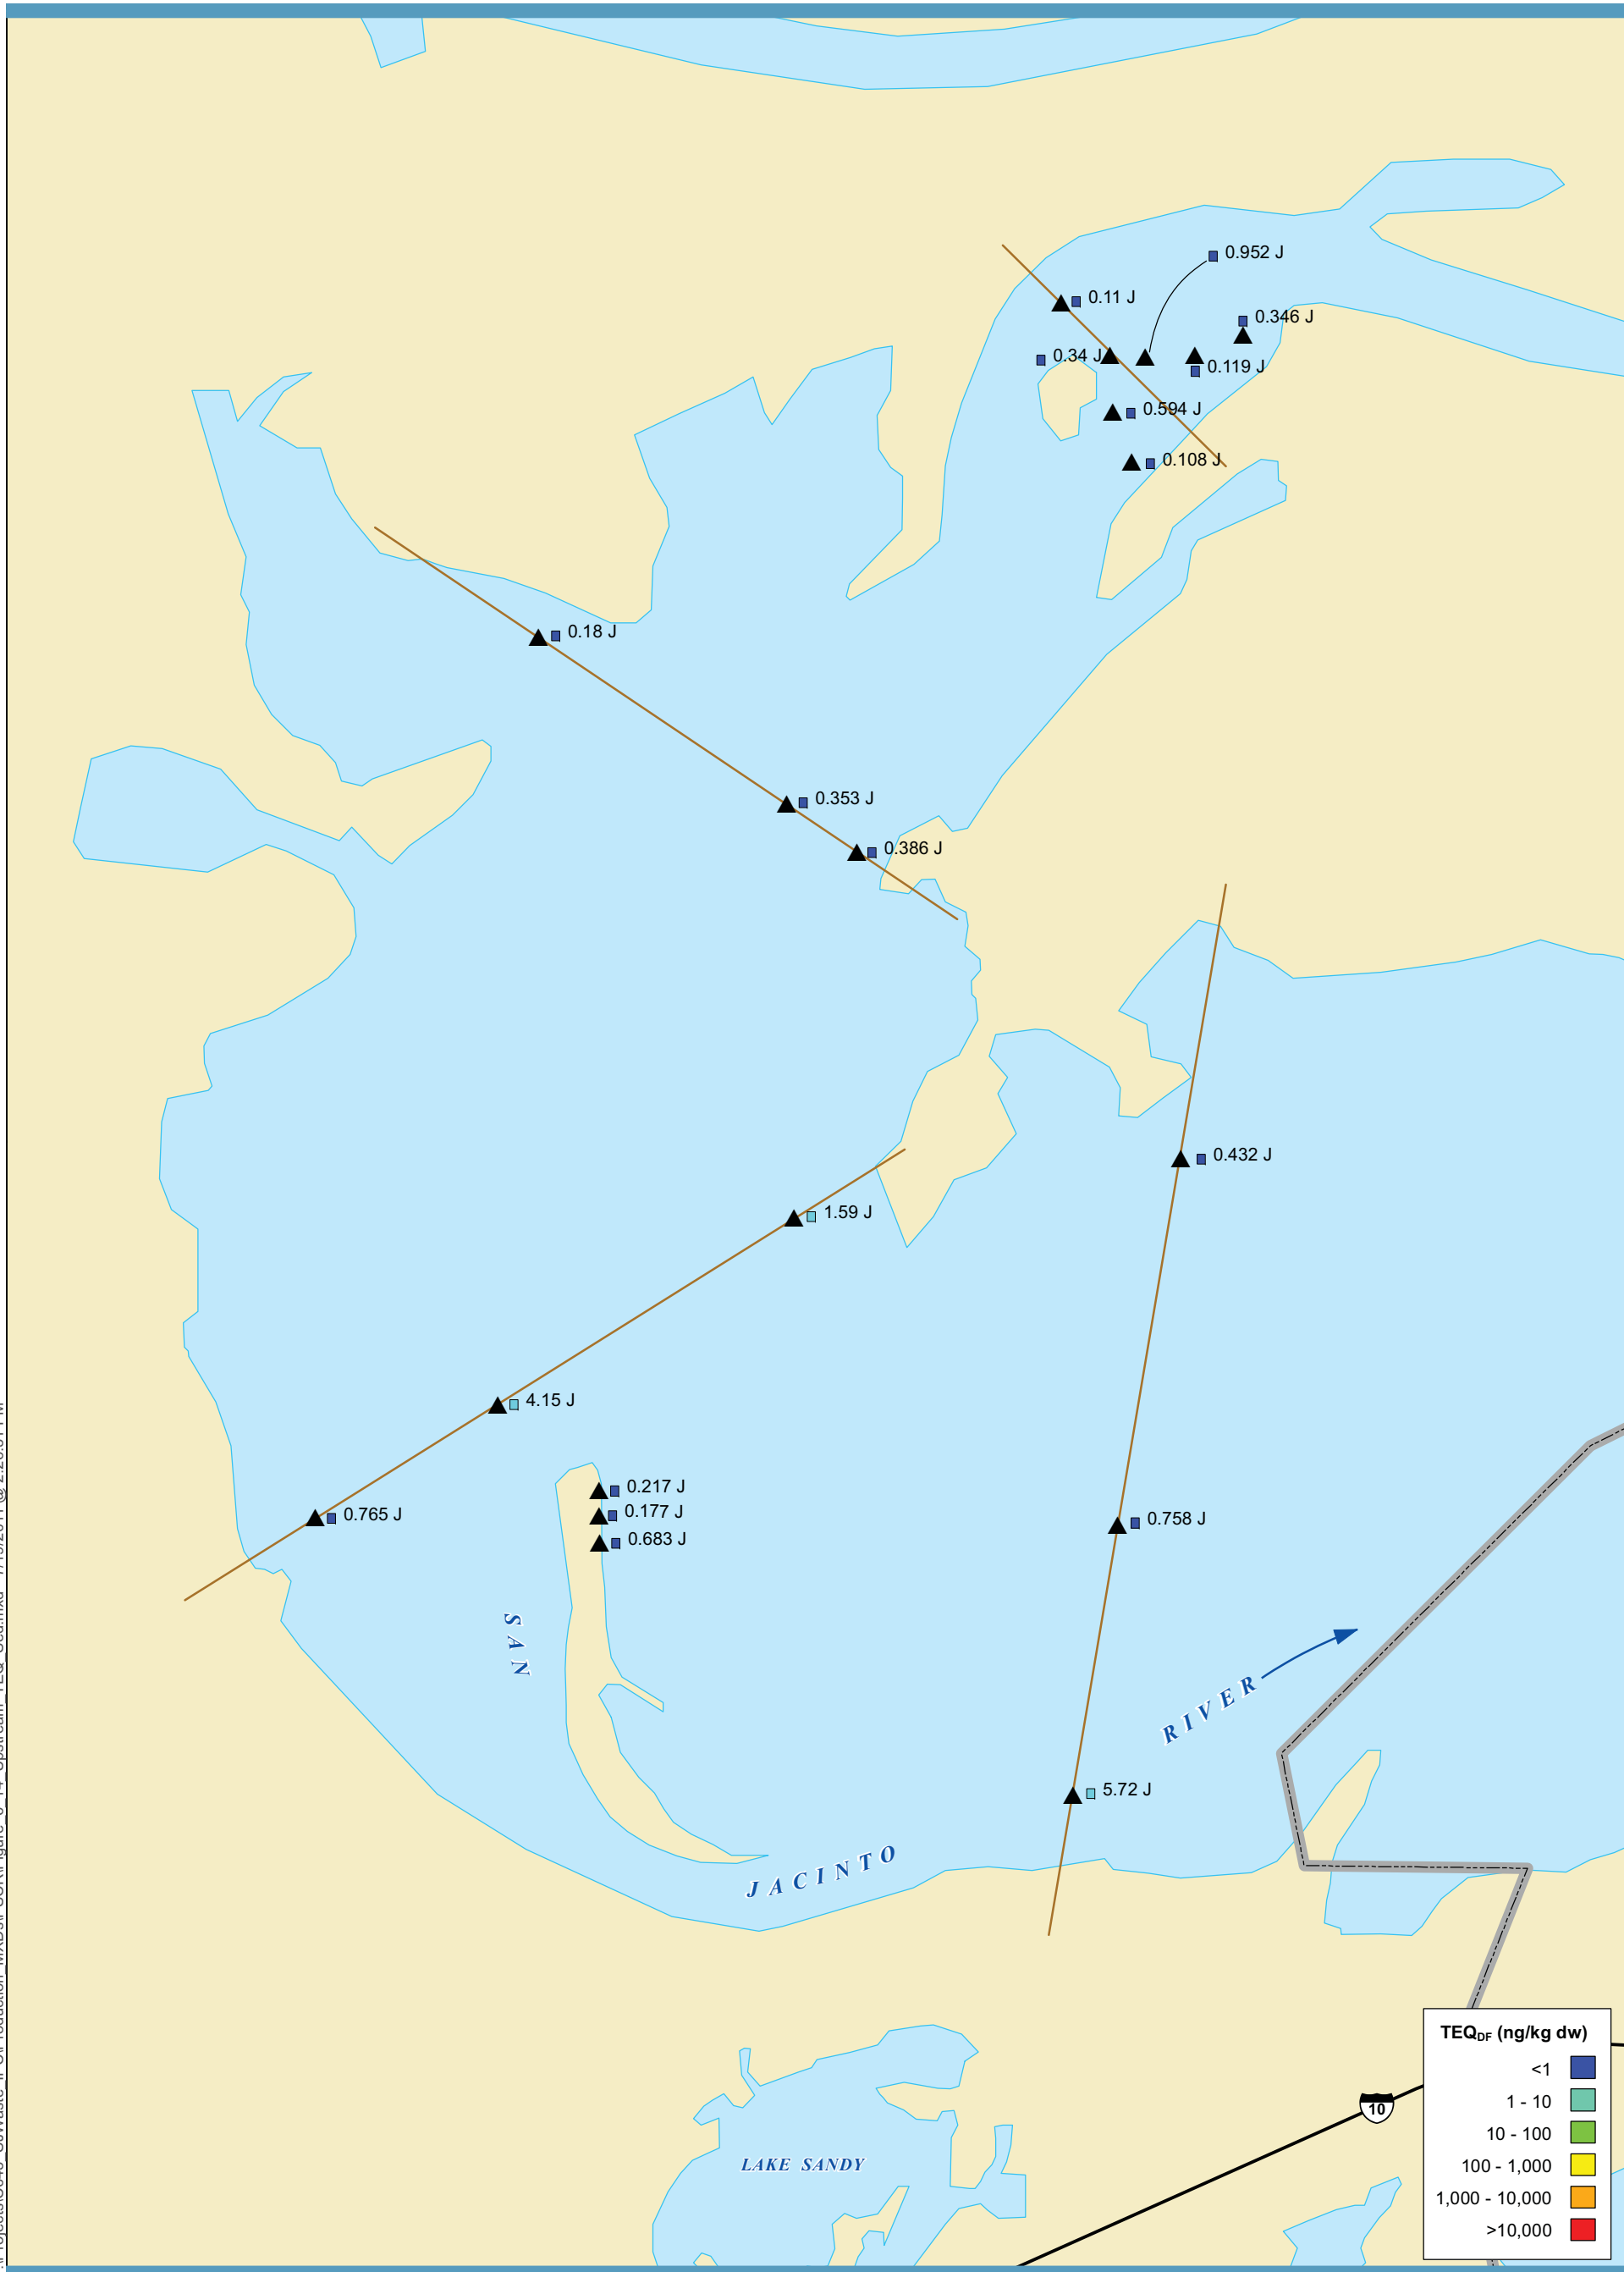 0.952 J
0.11 J
0.346 J
0.34 J
0.119 J
0.594 J
0.108 J
0.18 J
0.353 J
0.386 J
0.432 J
1.59 J
4.15 J
0.217 J
0.177 J
0.765 J
0.758 J
0.683 J
SAN
RIVER
5.72 J
JACINTO
TEQDF (ng/kg dw)
<1
1 - 10
10
10 - 100
LAKE SANDY
100 - 1,000
1,000 - 10,000
>10,000